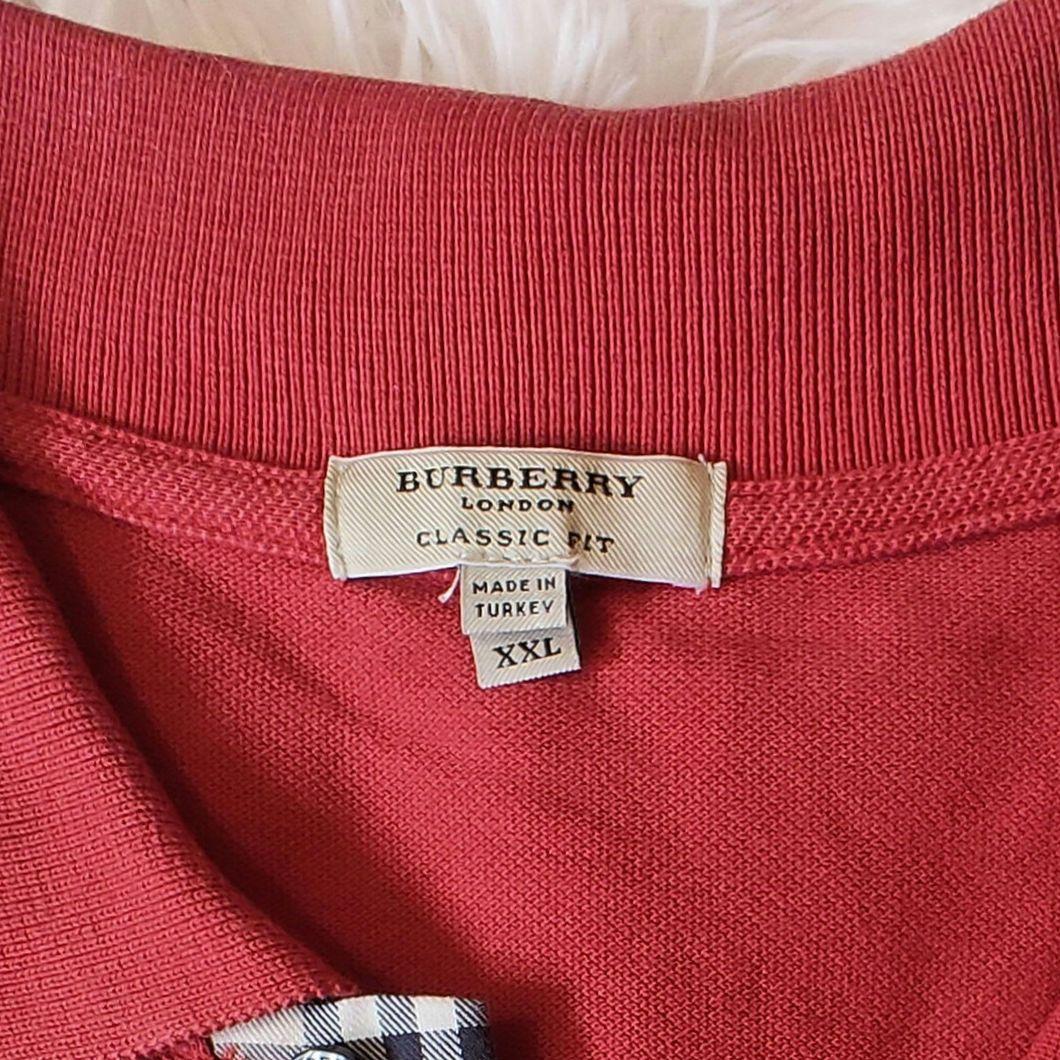 BURBERRY
LONDON
CLASSIC FIT
MADE IN
TURKEY
XXL